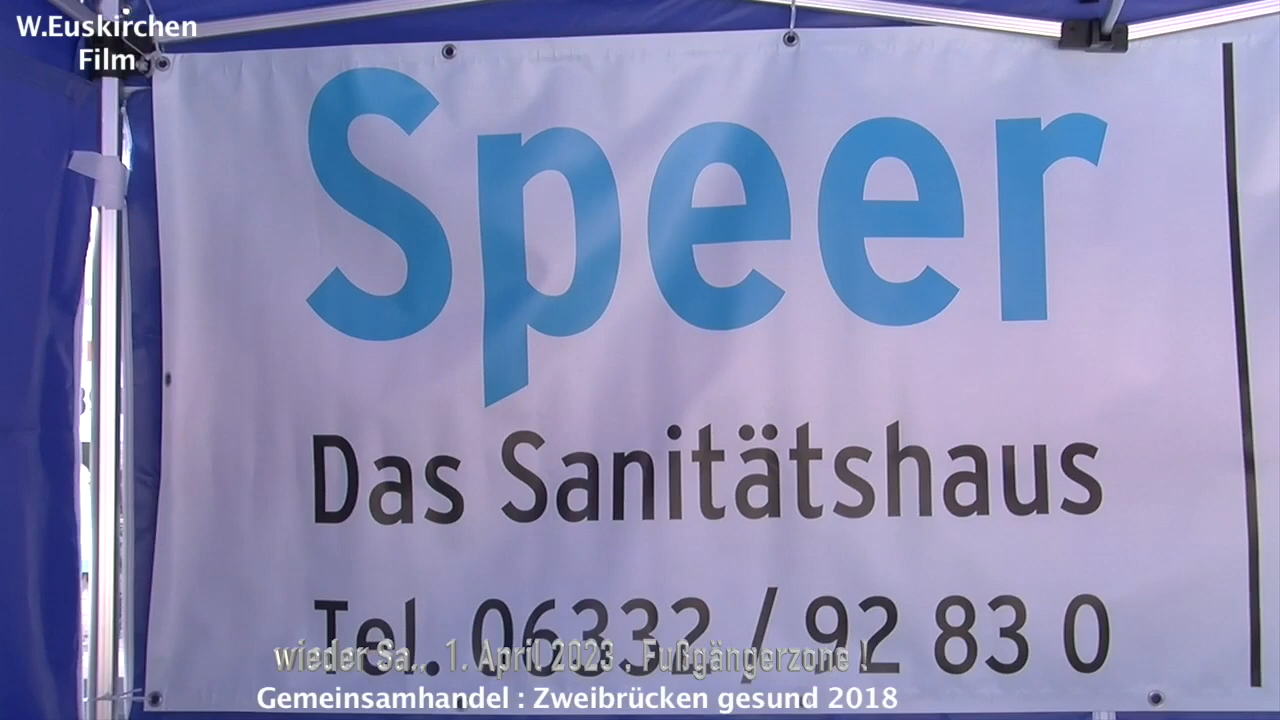 W.Euskirchen
Film
Speer
Das Sanitätshaus
Tel. 06332 / 92 83 0
wieder Sa.. 1. April 2023 , Fußgängerzone !
Gemeinsamhandel : Zweibrücken gesund 2018